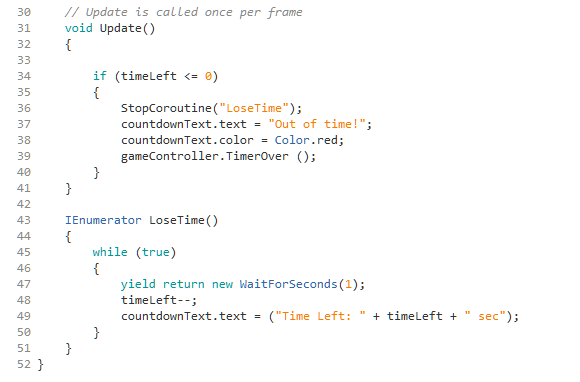 30     // Update is called once per frame
31     void Update()
32     {
33
34         if (timeLeft <= 0)
35         {
36             StopCoroutine("LoseTime");
37             countdownText.text = "Out of time!";
38             countdownText.color = Color.red;
39             gameController.TimerOver ();
40         }
41     }
42
43     IEnumerator LoseTime()
44     {
45         while (true)
46         {
47             yield return new WaitForSeconds(1);
48             timeLeft--;
49             countdownText.text = ("Time Left: " + timeLeft + " sec");
50         }
51     }
52 }